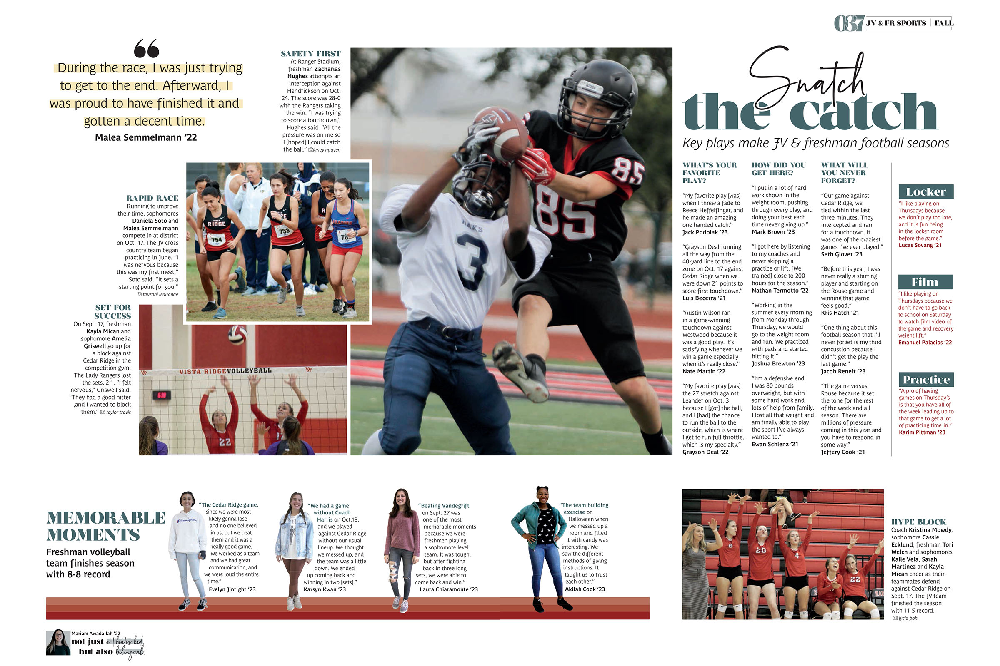 037 JV & FR SPORTS | FALL
“
During the race, I was just trying
to get to the end. Afterward, I
was proud to have finished it and
gotten a decent time.
Malea Semmelmann ’22
SAFETY FIRST
At Ranger Stadium,
freshman Zacharias
Hughes attempts an
interception against
Hendrickson on Oct.
24. The score was 28-0
with the Rangers taking
the win. “I was trying
to score a touchdown,”
Hughes said. “All the
pressure was on me so
I [hoped] I could catch
the ball.” laney nguyen
RAPID RACE
Running to improve
their time, sophomores
Daniela Soto and
Malea Semmelmann
compete in at district
on Oct. 17. The JV cross
country team began
practicing in June. “I
was nervous because
this was my first meet,”
Soto said. “It sets a
starting point for you.”
tausani leauanae
SET FOR
SUCCESS
On Sept. 17, freshman
Kayla Mican and
sophomore Amelia
Griswell go up for
a block against
Cedar Ridge in the
competition gym.
The Lady Rangers lost
the sets, 2-1. “I felt
nervous,” Griswell said.
“They had a good hitter
,and I wanted to block
them.” taylor travis
VISTA
RIDGE
754
753
LEANDER
76
VR VISTA RIDGE VOLLEYBALL VR
22
RIDGE
85
85
OAKS
3
Snatch
the catch
Key plays make JV & freshman football seasons
WHAT’S YOUR
FAVORITE
PLAY?
“My favorite play [was]
when I threw a fade to
Reece Heffelfinger, and
he made an amazing
one handed catch.”
Jack Podolak ’23
“Grayson Deal running
all the way from the
40-yard line to the end
zone on Oct. 17 against
Cedar Ridge when we
were down 21 points to
score first touchdown.”
Luis Becerra ’21
“Austin Wilson ran
in a game-winning
touchdown against
Westwood because it
was a good play. It’s
satisfying whenever we
win a game especially
when it’s really close.”
Nate Martin ’22
“My favorite play [was]
the 27 stretch against
Leander on Oct. 3
because I [got] the ball,
and I [had] the chance
to run the ball to the
outside, which is where
I get to run full throttle,
which is my specialty.”
Grayson Deal ’22
HOW DID YOU
GET HERE?
“I put in a lot of hard
work shown in the
weight room, pushing
through every play, and
doing your best each
time never giving up.”
Mark Brown ’23
“I got here by listening
to my coaches and
never skipping a
practice or lift. [We
trained] close to 200
hours for the season.”
Nathan Termotto ’22
“Working in the
summer every morning
from Monday through
Thursday, we would
go to the weight room
and run. We practiced
with pads and started
hitting it.”
Joshua Brewton ’23
“I’m a defensive end.
I was 80 pounds
overweight, but with
some hard work and
lots of help from family,
I lost all that weight and
am finally able to play
the sport I’ve always
wanted to.”
Ewan Schlenz ’21
WHAT WILL
YOU NEVER
FORGET?
“Our game against
Cedar Ridge, we
tied within the last
three minutes. They
intercepted and ran
for a touchdown. It
was one of the craziest
games I’ve ever played.”
Seth Glover ’23
“Before this year, I was
never really a starting
player and starting on
the Rouse game and
winning that game
feels good.”
Kris Hatch ’21
“One thing about this
football season that I’ll
never forget is my third
concussion because I
didn’t get the play the
last game.”
Jacob Renelt ’23
“The game versus
Rouse because it set
the tone for the rest
of the week and all
season. There are
millions of pressure
coming in this year and
you have to respond in
some way.”
Jeffery Cook ’21
Locker
“I like playing on
Thursdays because
we don’t play too late,
and it is fun being
in the locker room
before the game.”
Lucas Sovang ’21
Film
“I like playing on
Thursdays because we
don’t have to go back
to school on Saturday
to watch film video of
the game and recovery
weight lift.”
Emanuel Palacios ’22
Practice
“A pro of having
games on Thursday’s
is that you have all of
the week leading up to
that game to get a lot
of practicing time in.”
Karim Pittman ’23
MEMORABLE
MOMENTS
Freshman volleyball
team finishes season
with 8-8 record
Champion
“The Cedar Ridge game,
since we were most
likely gonna lose
and no one believed
in us, but we beat
them and it was a
really good game.
We worked as a team
and we had great
communication, and
we were loud the entire
time.”
Evelyn Jinright ’23
“We had a game
without Coach
Harris on Oct.18,
and we played
against Cedar Ridge
without our usual
lineup. We thought
we messed up, and
the team was a little
down. We ended
up coming back and
winning in two [sets].”
Karsyn Kwan ’23
“Beating Vandegrift
on Sept. 27 was
one of the most
memorable moments
because we were
freshmen playing
a sophomore level
team. It was tough,
but after fighting
back in three long
sets, we were able to
come back and win.”
Laura Chiaramonte ’23
“The team building
exercise on
Halloween when
we messed up a
room and filled
it with candy was
interesting. We
saw the different
methods of giving
instructions. It
taught us to trust
each other.”
Akilah Cook ’23
6
20
4
22
HYPE BLOCK
Coach Kristina Mowdy,
sophomore Cassie
Ecklund, freshman Tori
Welch and sophomores
Kalie Vela, Sarah
Martinez and Kayla
Mican cheer as their
teammates defend
against Cedar Ridge on
Sept. 17. The JV team
finished the season
with 11-5 record.
lycia poh
Mariam Awadallah ’22
not just a theater kid,
but also bilingual.